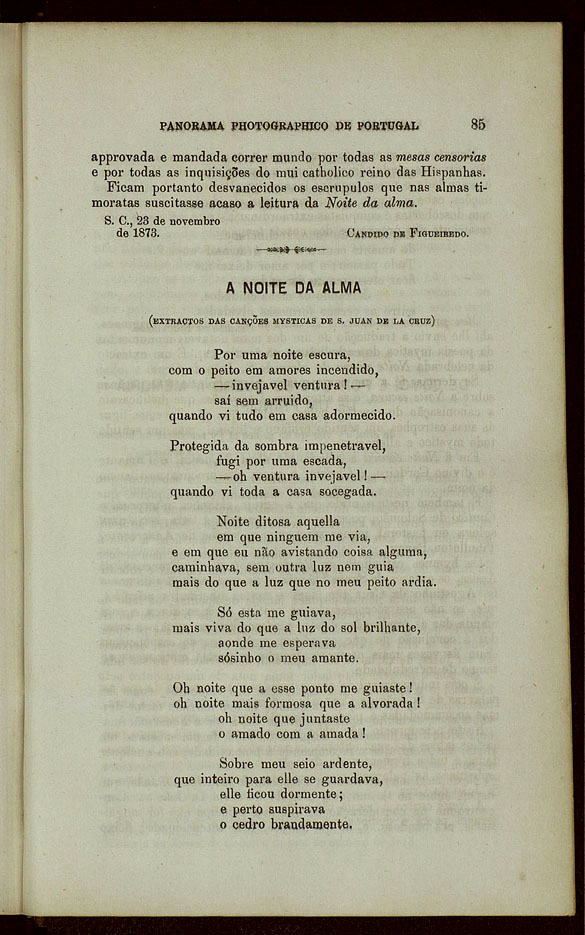 PANORAMA PHOTOGRAPHICO DE PORTUGAL 85
approvada e mandada correr mundo por todas as mesas censorias
e por todas as inquisições do mui catholico reino das Hispanhas.
Ficam portanto desvanecidos os escrupulos que nas almas ti-
moratas suscitasse acaso a leitura da Noite da alma.
S. C., 23 de novembro
de 1873. CANDIDO DE FIGUEIREDO.
A NOITE DA ALMA
(EXTRACTOS DAS CANÇÕES MYSTICAS DE S. JUAN DE LA CRUZ)
Por uma noite escura,
com o peito em amores incendido,
—invejavel ventura!—
saí sem arruido,
quando vi tudo em casa adormecido.
Protegida da sombra impenetravel,
fugi por uma escada,
—oh ventura invejavel!—
quando vi toda a casa socegada.
Noite ditosa aquella
em que ninguem me via,
e em que eu não avistando coisa alguma,
caminhava, sem outra luz nem guia
mais do que a luz que no meu peito ardia.
Só esta me guiava,
mais viva do que a luz do sol brilhante,
aonde me esperava
sósinho o meu amante.
Oh noite que a esse ponto me guiaste!
oh noite mais formosa que a alvorada!
oh noite que juntaste
o amado com a amada!
Sobre meu seio ardente,
que inteiro para elle se guardava,
elle ficou dormente;
e perto suspirava
o cedro brandamente.